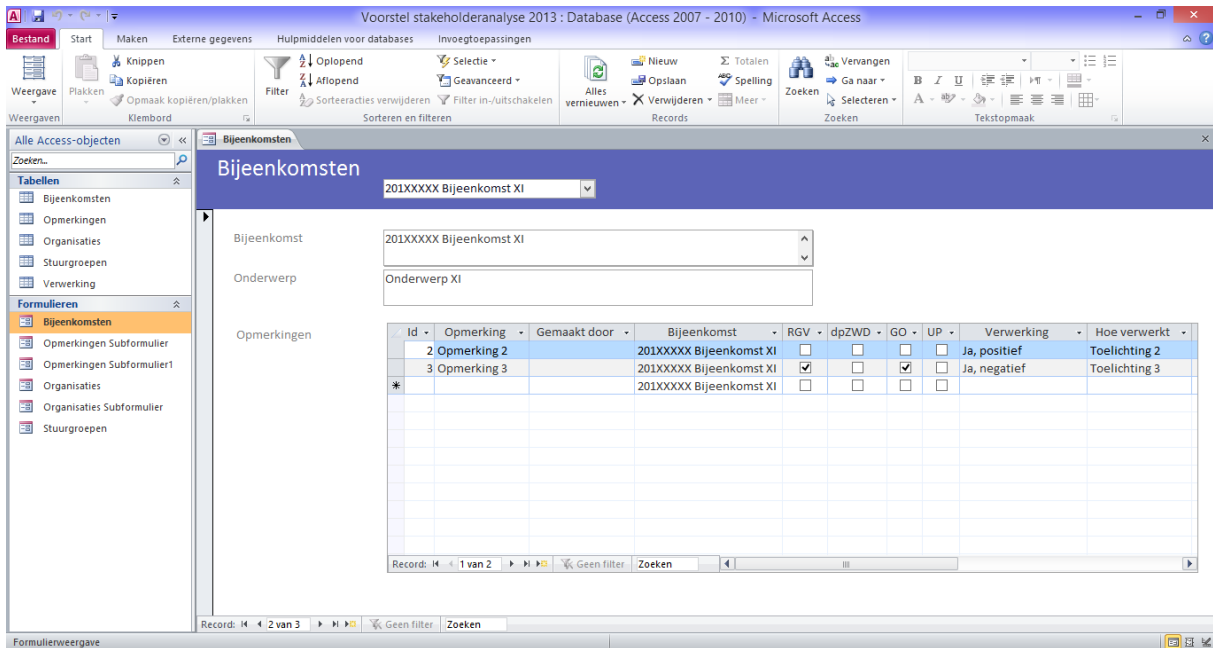 Voorstel stakeholderanalyse 2013 : Database (Access 2007 - 2010) - Microsoft Access
Bestand Start Maken Externe gegevens Hulpmiddelen voor databases Invoegtoepassingen
Weergave
Weergaven
Plakken
Knippen
Kopiëren
Opmaak kopiëren/plakken
Klembord
Filter
Oplopend
Aflopend
Sorteeracties verwijderen
Selectie
Geavanceerd
Filter in-/uitschakelen
Sorteren en filteren
Alles
vernieuwen
Nieuw
Opslaan
Verwijderen
Totalen
Spelling
Meer
Records
Zoeken
Vervangen
Ga naar
Selecteren
Zoeken
B I U
A
Tekstopmaak
Alle Access-objecten
Zoeken...
Tabellen
Bijeenkomsten
Opmerkingen
Organisaties
Stuurgroepen
Verwerking
Formulieren
Bijeenkomsten
Opmerkingen Subformulier
Opmerkingen Subformulier1
Organisaties
Organisaties Subformulier
Stuurgroepen
Bijeenkomsten
Bijeenkomsten
201XXXXX Bijeenkomst XI
Bijeenkomst 201XXXXX Bijeenkomst XI
Onderwerp Onderwerp XI
Opmerkingen
Id Opmerking Gemaakt door Bijeenkomst RGV dpZWD GO UP Verwerking Hoe verwerkt
2 Opmerking 2 201XXXXX Bijeenkomst XI Ja, positief Toelichting 2
3 Opmerking 3 201XXXXX Bijeenkomst XI Ja, negatief Toelichting 3
201XXXXX Bijeenkomst XI
Record: 1 van 2 Geen filter Zoeken
Record: 2 van 3 Geen filter Zoeken
Formulierweergave